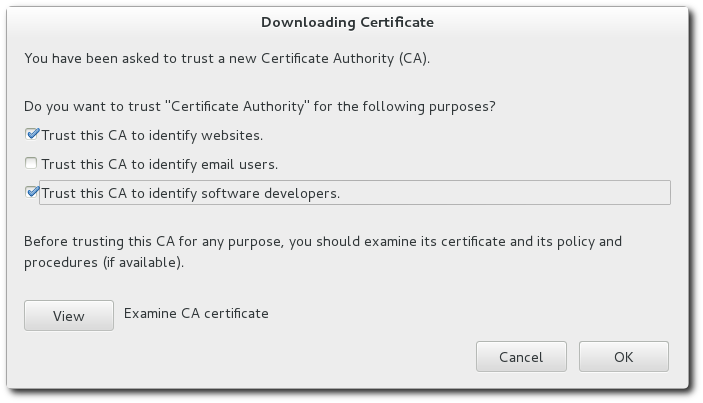 Downloading Certificate
You have been asked to trust a new Certificate Authority (CA).
Do you want to trust "Certificate Authority" for the following purposes?
Trust this CA to identify websites.
Trust this CA to identify email users.
Trust this CA to identify software developers.
Before trusting this CA for any purpose, you should examine its certificate and its policy and
procedures (if available).
View Examine CA certificate
Cancel OK